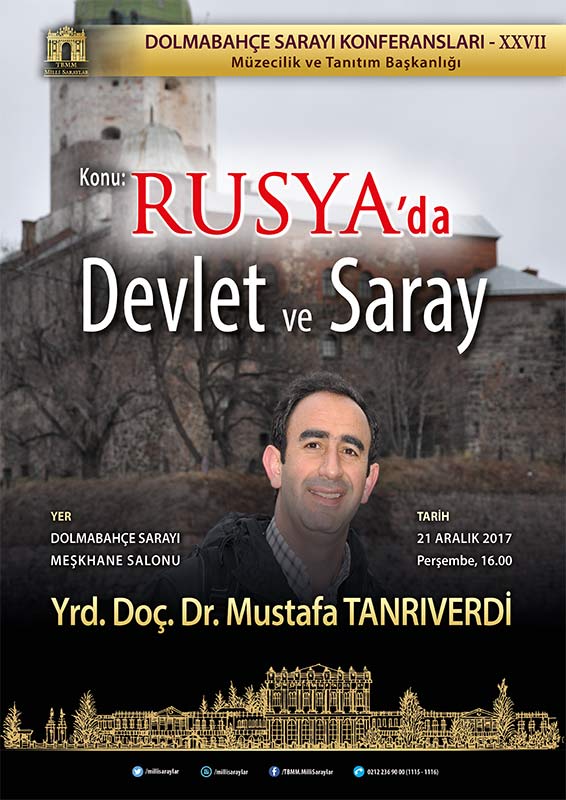 TBMM
MİLLİ SARAYLAR
DOLMABAHÇE SARAYI KONFERANSLARI - XXVII
Müzecilik ve Tanıtım Başkanlığı
Konu: RUSYA'da
Devlet ve Saray
YER
DOLMABAHÇE SARAYI
MEŞKHANE SALONU
TARİH
21 ARALIK 2017
Perşembe, 16.00
Yrd. Doç. Dr. Mustafa TANRIVERDİ
/millisaraylar
/millisaraylar
/TBMM.MilliSaraylar
0212 236 90 00 (1115 - 1116)